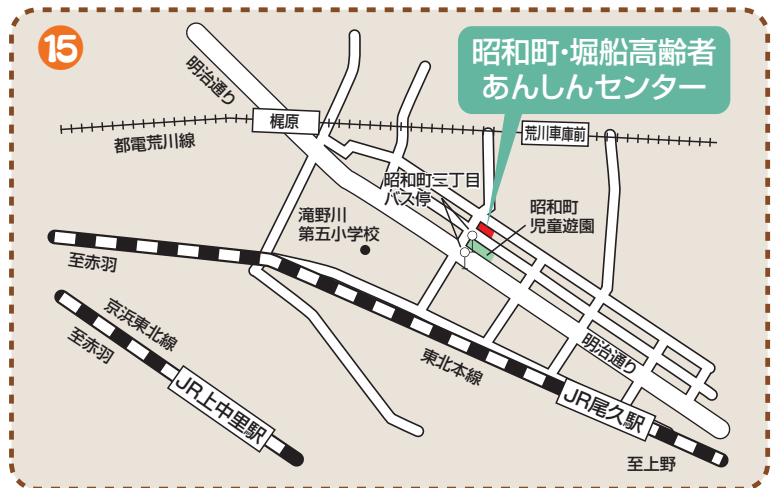 15
昭和町・堀船高齢者
あんしんセンター
明治通り
梶原
荒川車庫前
都電荒川線
昭和町三丁目
バス停
昭和町
児童遊園
滝野川
第五小学校
至赤羽
京浜東北線
至赤羽
東北本線
明治通り
JR上中里駅
JR尾久駅
至上野